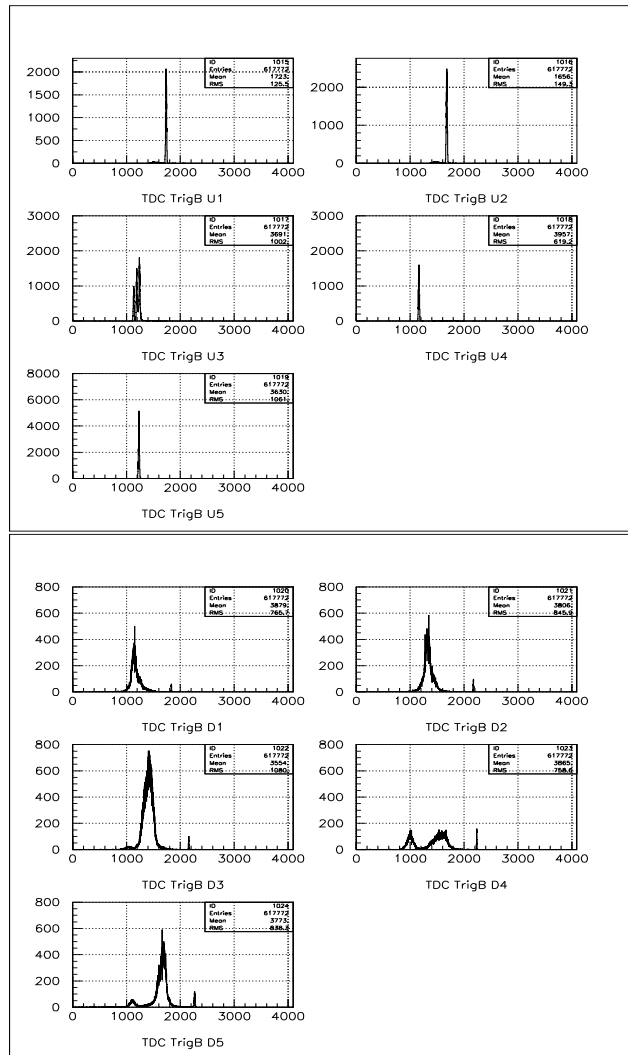 ID 1015
Entries 617772
Mean 1723.
RMS 125.5
2000
1500
1000
500
0
0 1000 2000 3000 4000
TDC TrigB U1
ID 1016
Entries 617772
Mean 1656.
RMS 149.3
2000
1000
0
0 1000 2000 3000 4000
TDC TrigB U2
ID 1017
Entries 617772
Mean 3691.
RMS 1002.
3000
2000
1000
0
0 1000 2000 3000 4000
TDC TrigB U3
ID 1018
Entries 617772
Mean 3957.
RMS 619.2
3000
2000
1000
0
0 1000 2000 3000 4000
TDC TrigB U4
ID 1019
Entries 617772
Mean 3630.
RMS 1061.
8000
6000
4000
2000
0
0 1000 2000 3000 4000
TDC TrigB U5
ID 1020
Entries 617772
Mean 3879.
RMS 765.7
800
600
400
200
0
0 1000 2000 3000 4000
TDC TrigB D1
ID 1021
Entries 617772
Mean 3806.
RMS 845.9
800
600
400
200
0
0 1000 2000 3000 4000
TDC TrigB D2
ID 1022
Entries 617772
Mean 3554.
RMS 1080.
800
600
400
200
0
0 1000 2000 3000 4000
TDC TrigB D3
ID 1023
Entries 617772
Mean 3865.
RMS 758.6
800
600
400
200
0
0 1000 2000 3000 4000
TDC TrigB D4
ID 1024
Entries 617772
Mean 3773.
RMS
800
600
400
200
0
0 1000 2000 3000 4000
TDC TrigB D5